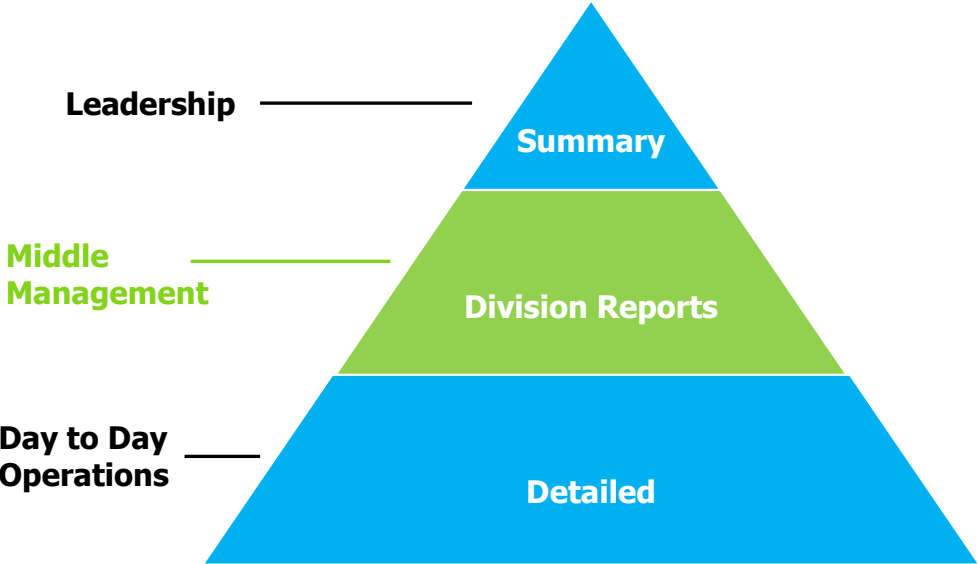 Leadership
Summary
Middle
Management
Division Reports
Day to Day
Operations
Detailed